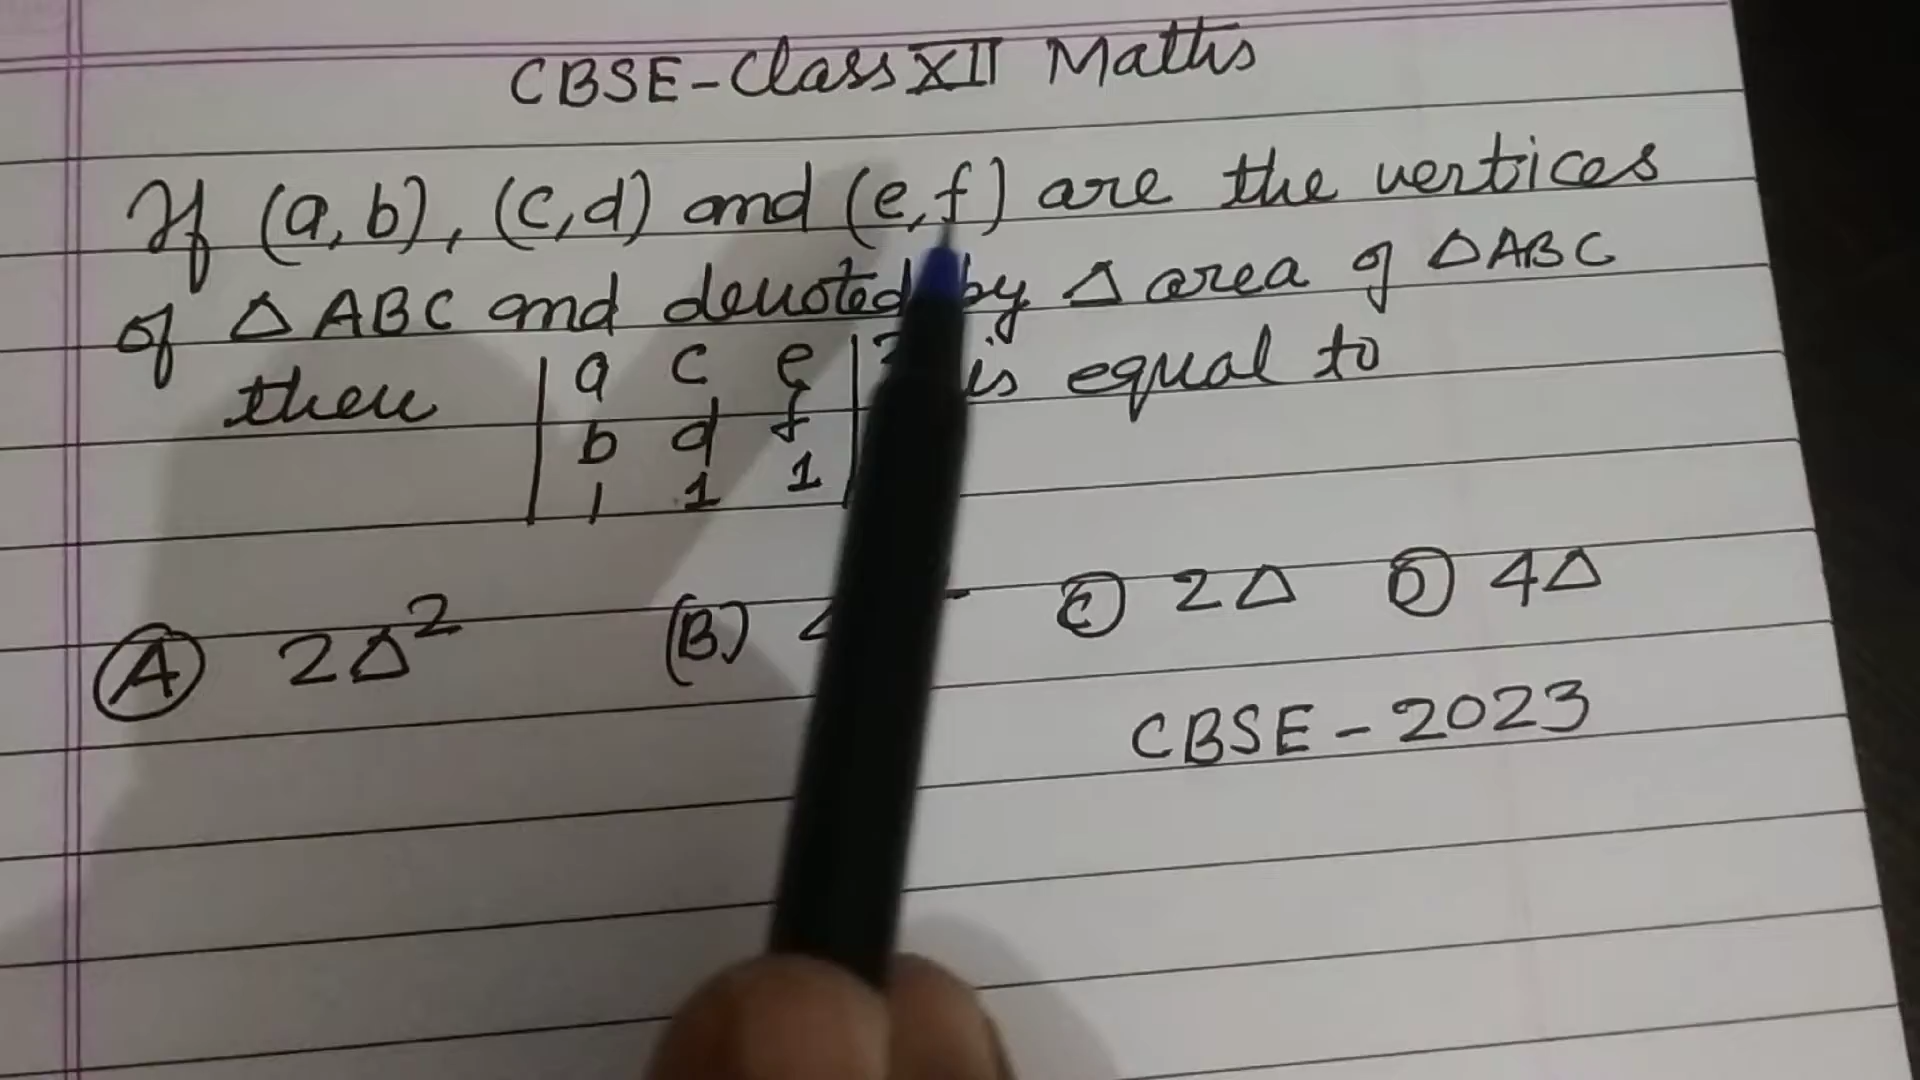 CBSE-Class XII Maths
If (a, b), (c, d) and (e, f) are the vertices
of △ ABC and denoted by △ area of △ABC
then | a c e | is equal to
b d f
1 1 1
(A) 2△² (B) (C) 2△ (D) 4△
CBSE - 2023